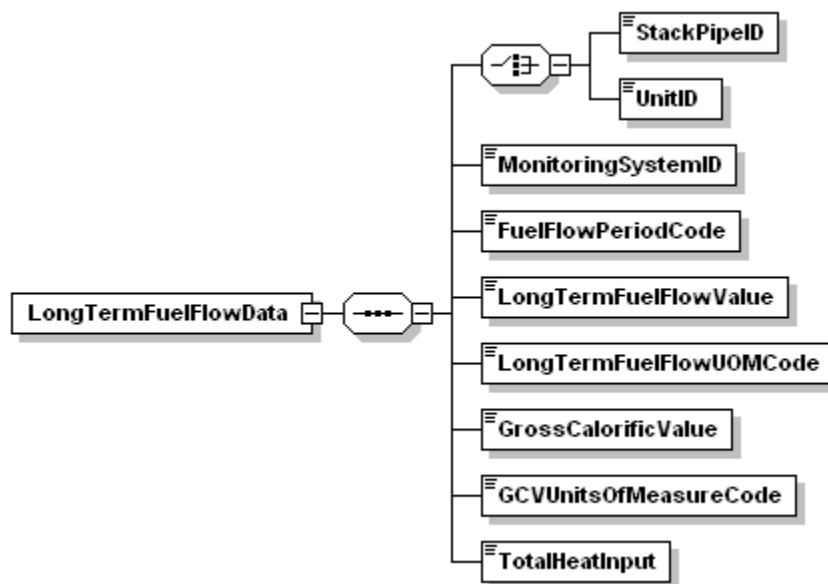 StackPipeID
UnitID
MonitoringSystemID
FuelFlowPeriodCode
LongTermFuelFlowValue
LongTermFuelFlowData
LongTermFuelFlowUOMCode
GrossCalorificValue
GCVUnitsOfMeasureCode
TotalHeatInput